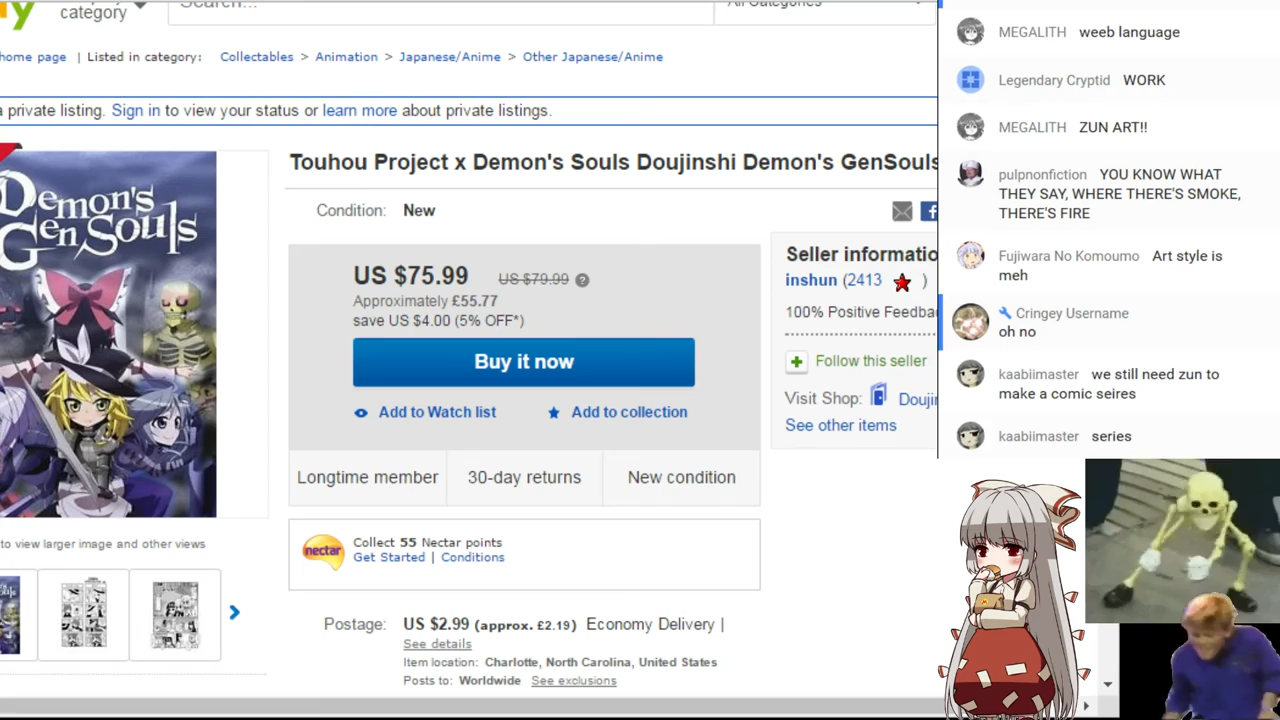 category
Search...
All Categories
home page | Listed in category: Collectables > Animation > Japanese/Anime > Other Japanese/Anime
a private listing. Sign in to view your status or learn more about private listings.
Demon's
Gen Souls
to view larger image and other views
Touhou Project x Demon's Souls Doujinshi Demon's GenSouls
Condition: New
US $75.99 US $79.99
Approximately £55.77
save US $4.00 (5% OFF*)
Buy it now
Add to Watch list Add to collection
Longtime member 30-day returns New condition
nectar
Collect 55 Nectar points
Get Started | Conditions
Postage: US $2.99 (approx. £2.19) Economy Delivery |
See details
Item location: Charlotte, North Carolina, United States
Posts to: Worldwide See exclusions
Seller informatio
inshun (2413 )
100% Positive Feedba
Follow this seller
Visit Shop: Doujin
See other items
MEGALITH weeb language
Legendary Cryptid WORK
MEGALITH ZUN ART!!
pulpnonfiction YOU KNOW WHAT
THEY SAY, WHERE THERE'S SMOKE,
THERE'S FIRE
Fujiwara No Komoumo Art style is
meh
Cringey Username
oh no
kaabiimaster we still need zun to
make a comic seires
kaabiimaster series